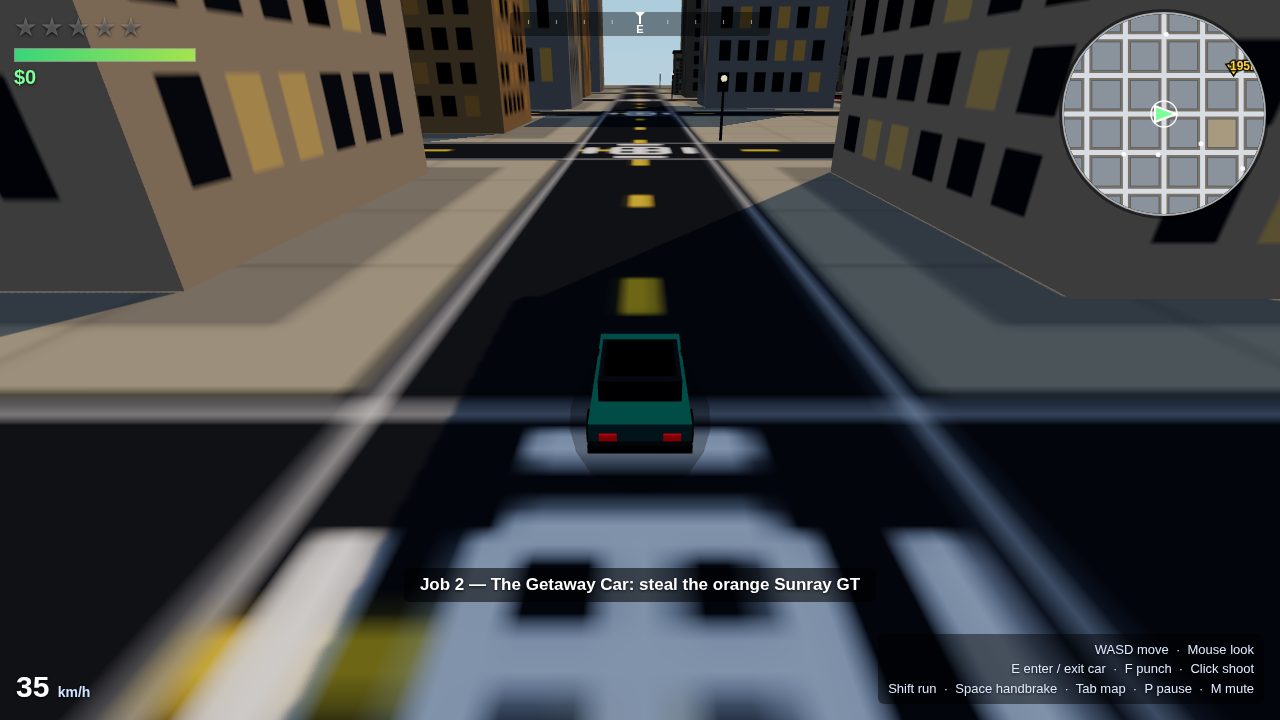 ★★★★★
$0
E
195
Job 2 — The Getaway Car: steal the orange Sunray GT
35 km/h
WASD move · Mouse look
E enter / exit car · F punch · Click shoot
Shift run · Space handbrake · Tab map · P pause · M mute